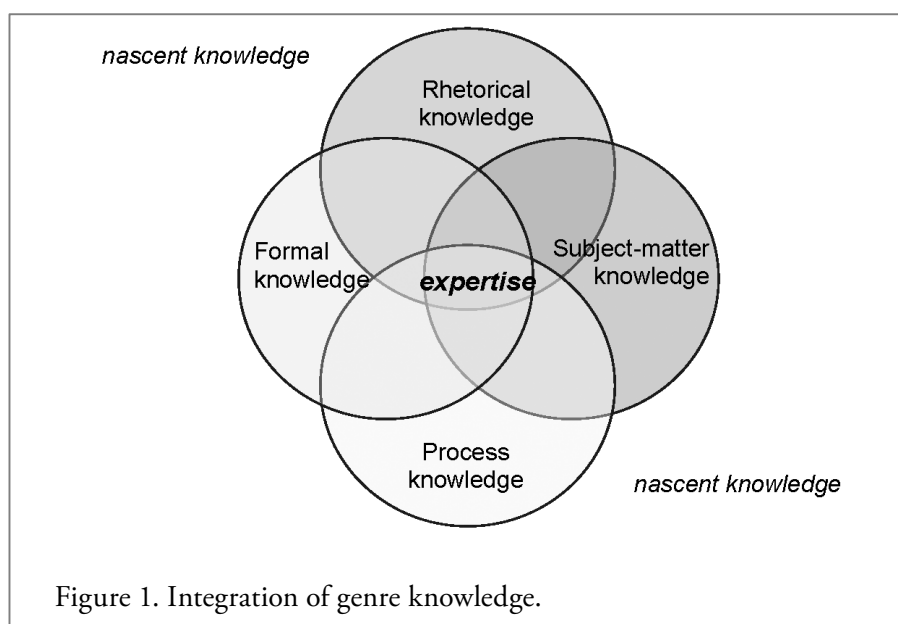 nascent knowledge
Rhetorical
knowledge
Formal
knowledge
Subject-matter
knowledge
expertise
Process
knowledge
nascent knowledge
Figure 1. Integration of genre knowledge.